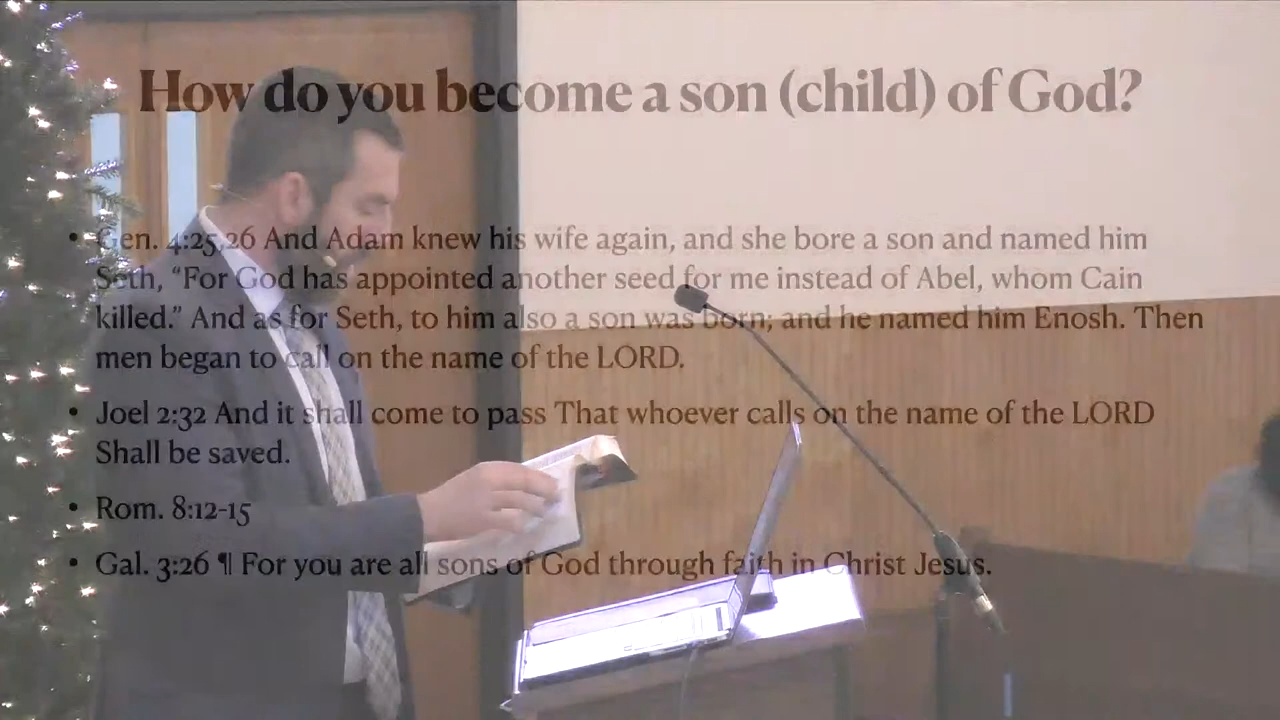 How do you become a son (child) of God?
• Gen. 4:25,26 And Adam knew his wife again, and she bore a son and named him
Seth, “For God has appointed another seed for me instead of Abel, whom Cain
killed.” And as for Seth, to him also a son was born; and he named him Enosh. Then
men began to call on the name of the LORD.
• Joel 2:32 And it shall come to pass That whoever calls on the name of the LORD
Shall be saved.
• Rom. 8:12-15
• Gal. 3:26 ¶ For you are all sons of God through faith in Christ Jesus.